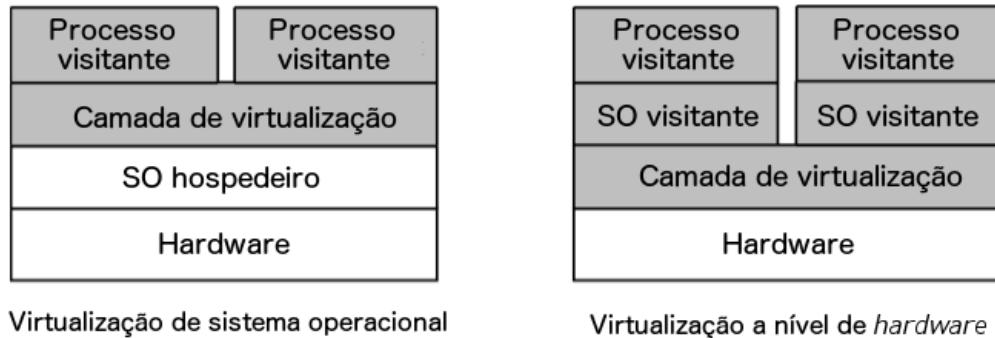 Processo
visitante
Processo
visitante
Camada de virtualização
SO hospedeiro
Hardware
Virtualização de sistema operacional
Processo
visitante
Processo
visitante
SO visitante
SO visitante
Camada de virtualização
Hardware
Virtualização a nível de hardware